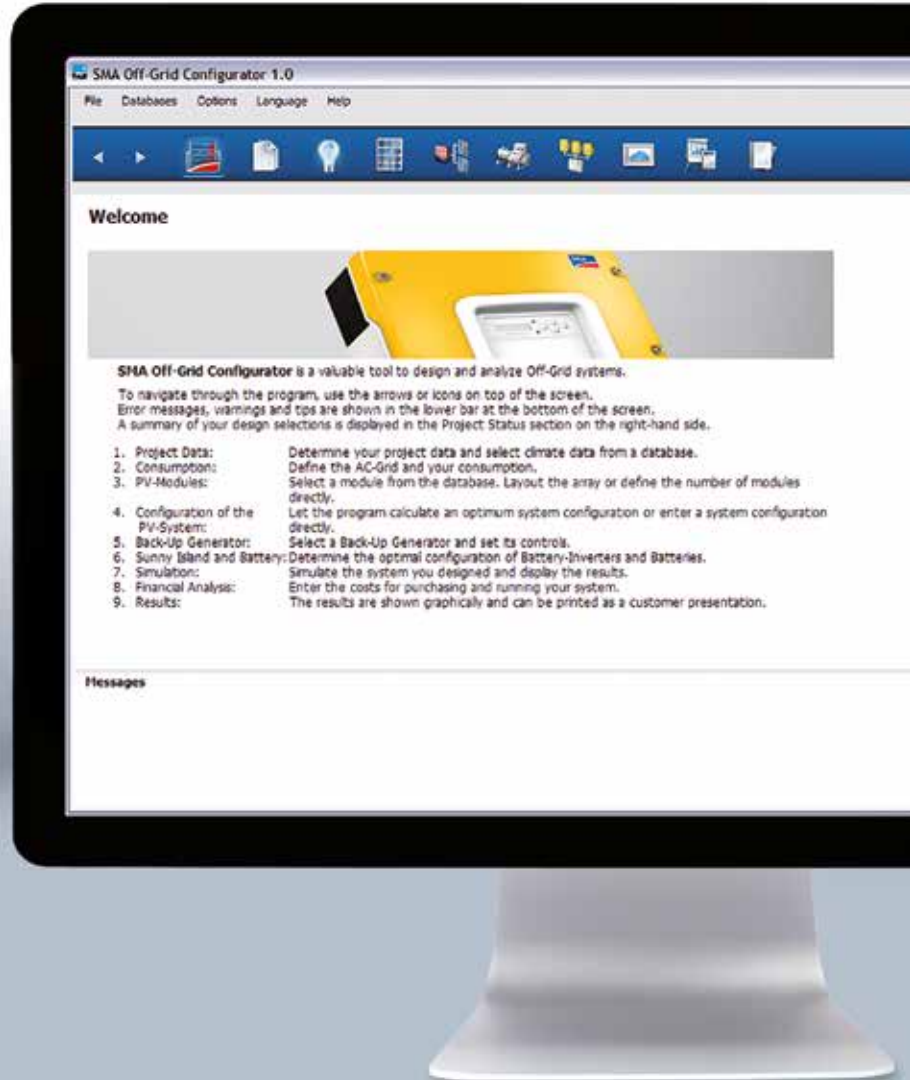 SMA Off-Grid Configurator 1.0
File Databases Options Language Help
Welcome
SMA
SMA Off-Grid Configurator is a valuable tool to design and analyze Off-Grid systems.
To navigate through the program, use the arrows or icons on top of the screen.
Error messages, warnings and tips are shown in the lower bar at the bottom of the screen.
A summary of your design selections is displayed in the Project Status section on the right-hand side.
1. Project Data: Determine your project data and select climate data from a database.
2. Consumption: Define the AC-Grid and your consumption.
3. PV-Modules: Select a module from the database. Layout the array or define the number of modules
directly.
4. Configuration of the Let the program calculate an optimum system configuration or enter a system configuration
PV-System: directly.
5. Back-Up Generator: Select a Back-Up Generator and set its controls.
6. Sunny Island and Battery: Determine the optimal configuration of Battery-Inverters and Batteries.
7. Simulation: Simulate the system you designed and display the results.
8. Financial Analysis: Enter the costs for purchasing and running your system.
9. Results: The results are shown graphically and can be printed as a customer presentation.
Messages